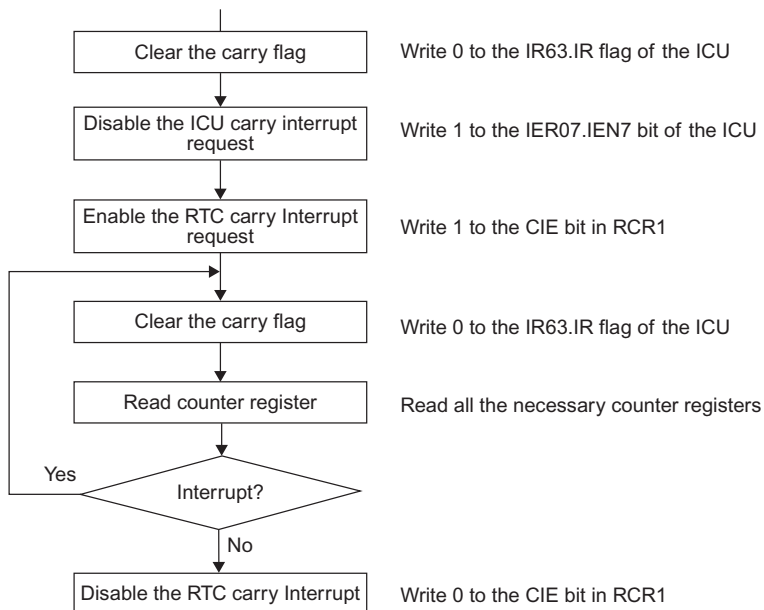 Clear the carry flag
Write 0 to the IR63.IR flag of the ICU
Disable the ICU carry interrupt
request
Write 1 to the IER07.IEN7 bit of the ICU
Enable the RTC carry Interrupt
request
Write 1 to the CIE bit in RCR1
Clear the carry flag
Write 0 to the IR63.IR flag of the ICU
Read counter register
Read all the necessary counter registers
Yes
Interrupt?
No
Disable the RTC carry Interrupt
Write 0 to the CIE bit in RCR1